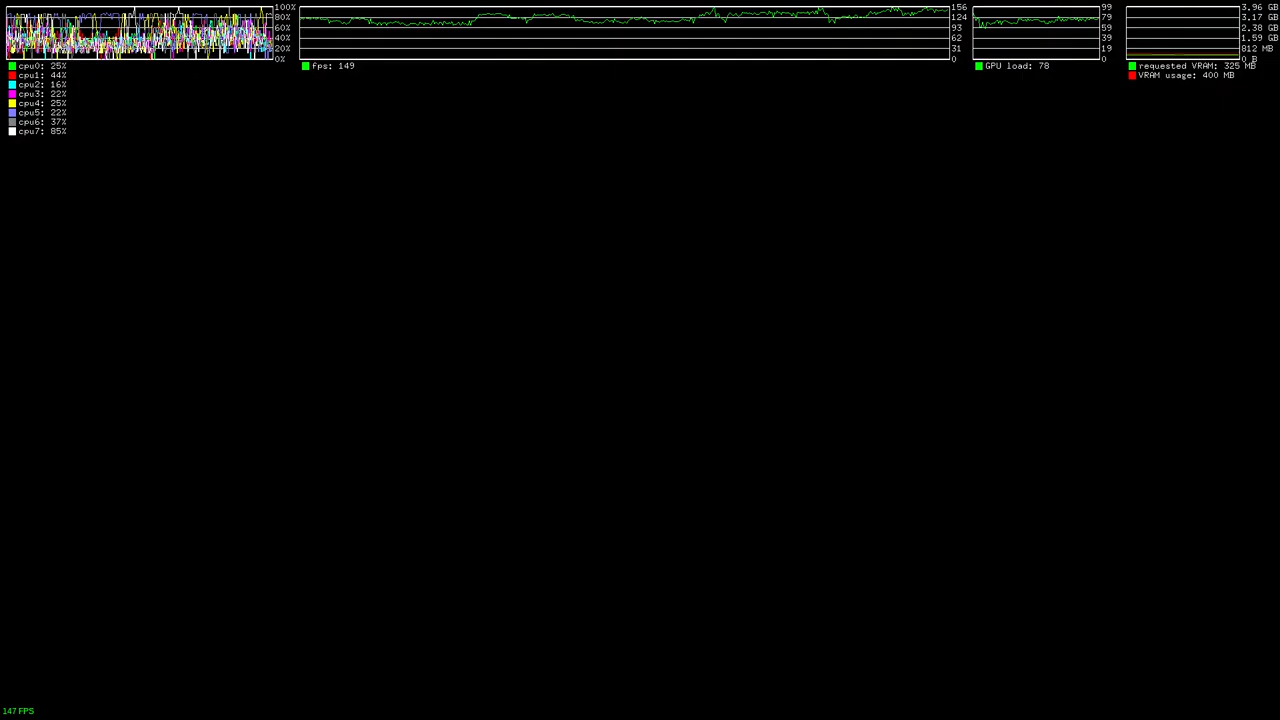 100%
80%
60%
40%
20%
0%
cpu0: 25%
cpu1: 44%
cpu2: 16%
cpu3: 22%
cpu4: 25%
cpu5: 22%
cpu6: 37%
cpu7: 85%
156
124
93
62
31
0
fps: 149
99
79
59
39
19
0
GPU load: 78
3.96 GB
3.17 GB
2.38 GB
1.59 GB
812 MB
0 B
requested VRAM: 325 MB
VRAM usage: 400 MB
147 FPS